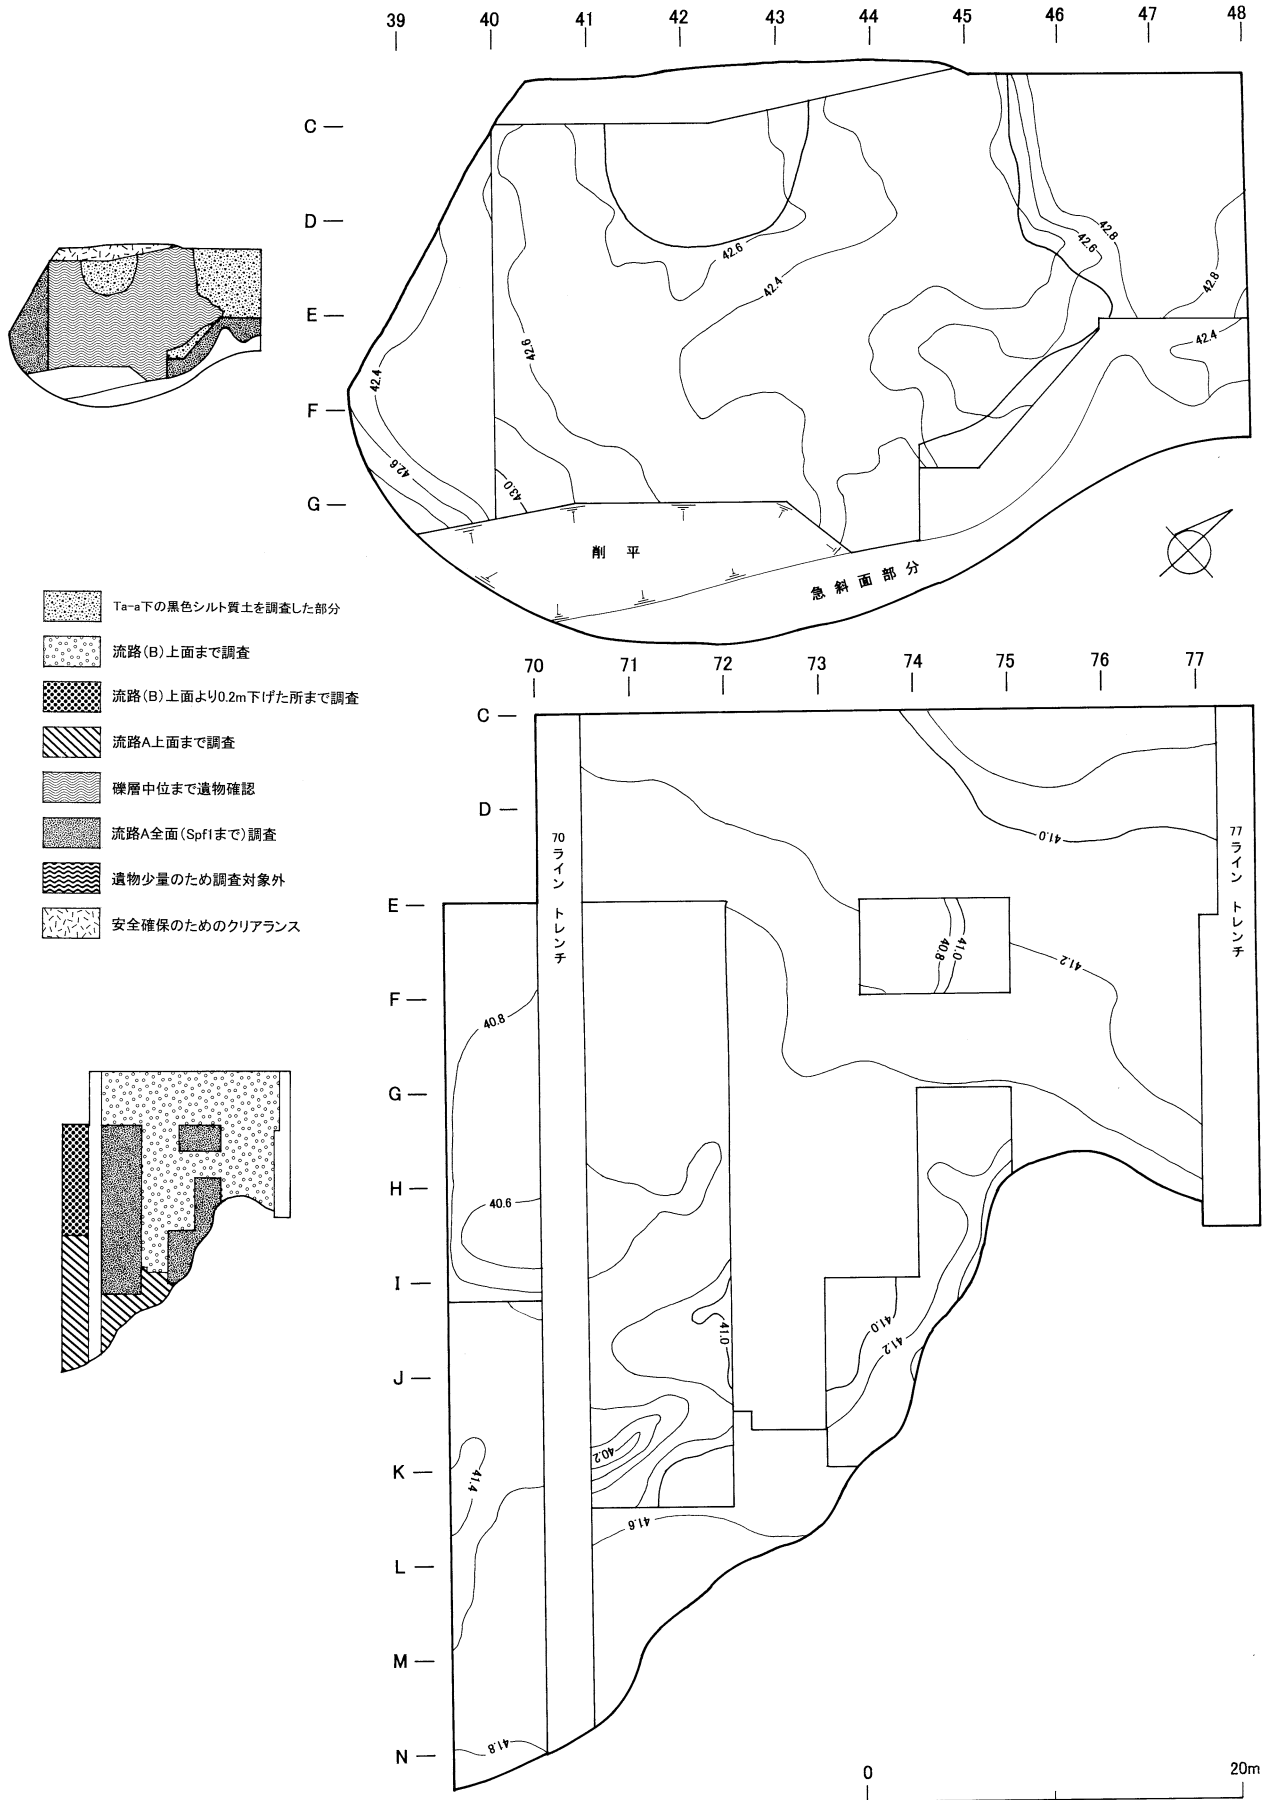 39 40 41 42 43 44 45 46 47 48
C
D
E
F
G
42.6
42.4
42.6
42.4
42.6
43.0
42.8
42.6
42.8
42.4
削平
急斜面部分
Ta-a下の黒色シルト質土を調査した部分
流路(B)上面まで調査
流路(B)上面より0.2m下げた所まで調査
流路A上面まで調査
礫層中位まで遺物確認
流路A全面(Spf1まで)調査
遺物少量のため調査対象外
安全確保のためのクリアランス
70 71 72 73 74 75 76 77
C
D
E
F
G
H
I
J
K
L
M
N
70ライン トレンチ
77ライン トレンチ
41.0
40.8
41.0
41.2
40.8
40.6
41.0
41.0
41.2
40.2
41.4
41.6
41.8
0 20m